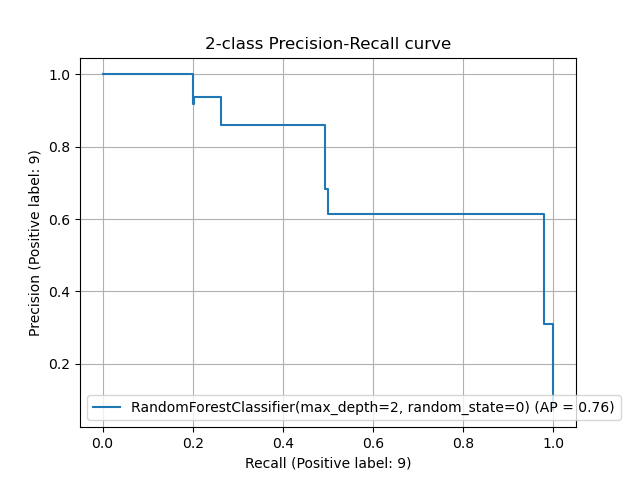 2-class Precision-Recall curve
1.0
0.8
0.6
0.4
0.2
Precision (Positive label: 9)
RandomForestClassifier(max_depth=2, random_state=0) (AP = 0.76)
0.0 0.2 0.4 0.6 0.8 1.0
Recall (Positive label: 9)